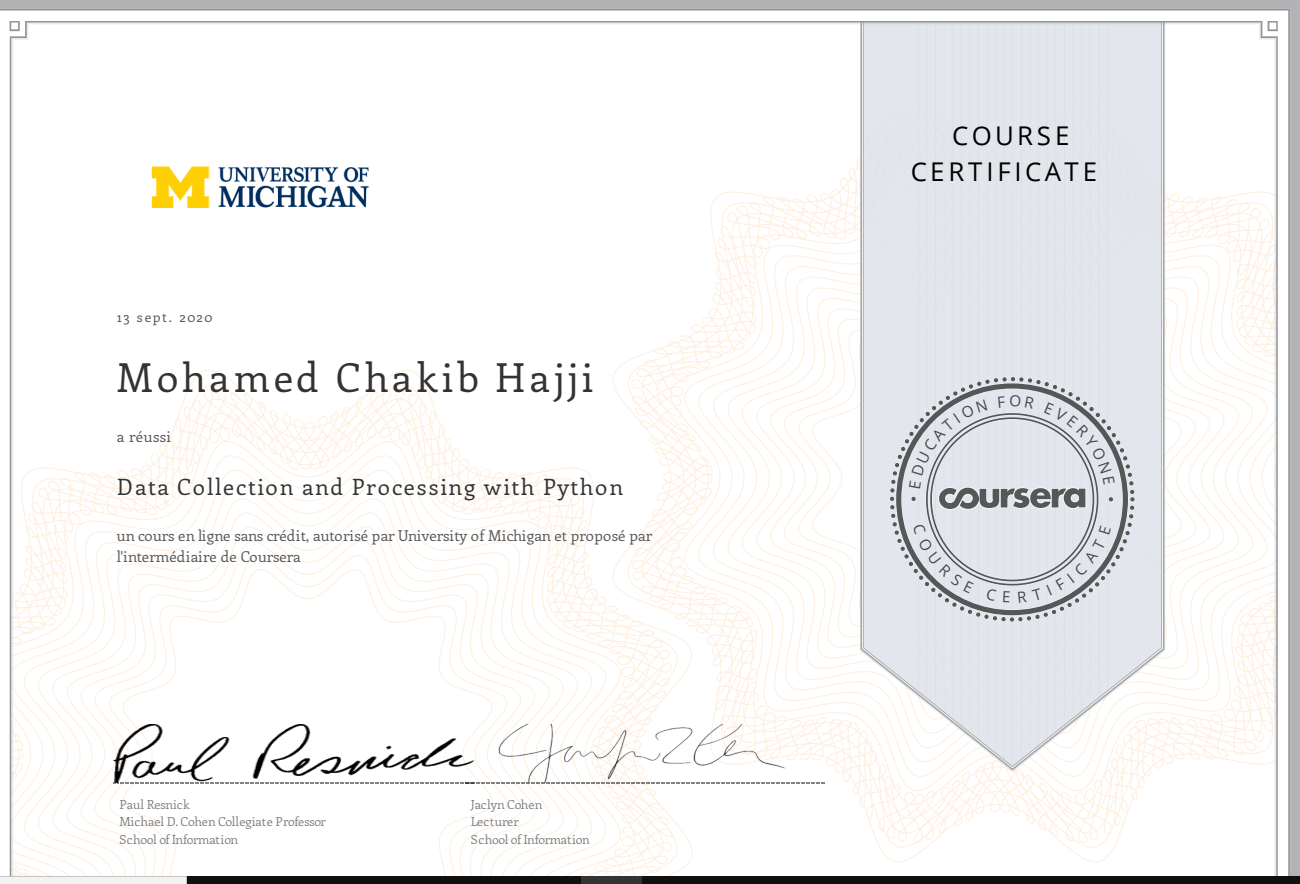 COURSE
CERTIFICATE
UNIVERSITY OF
MICHIGAN
13 sept. 2020
Mohamed Chakib Hajji
a réussi
Data Collection and Processing with Python
un cours en ligne sans crédit, autorisé par University of Michigan et proposé par
l'intermédiaire de Coursera
EDUCATION FOR EVERYONE
coursera
COURSE CERTIFICATE
Paul Resnick
Paul Resnick
Michael D. Cohen Collegiate Professor
School of Information
Jaclyn Cohen
Lecturer
School of Information